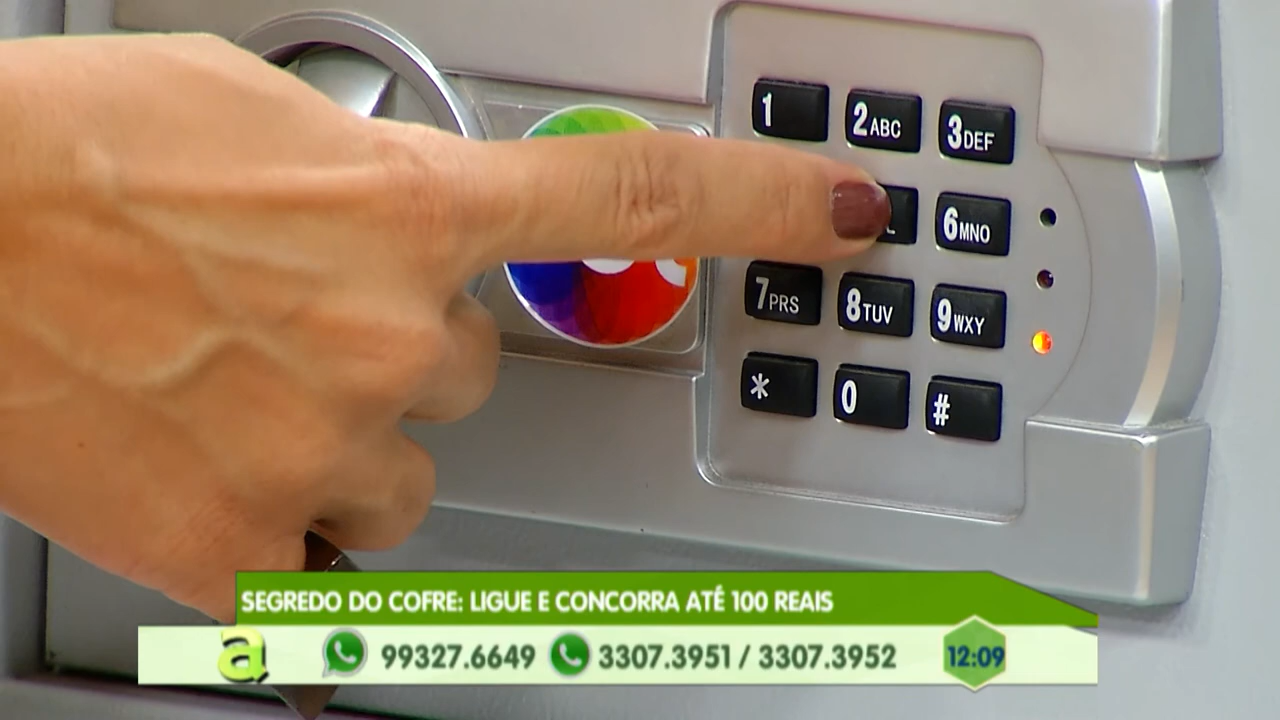 1 2ABC 3DEF
L 6MNO
7PRS 8TUV 9WXY
* 0 #
SEGREDO DO COFRE: LIGUE E CONCORRA ATÉ 100 REAIS
a 99327.6649 3307.3951 / 3307.3952 12:09